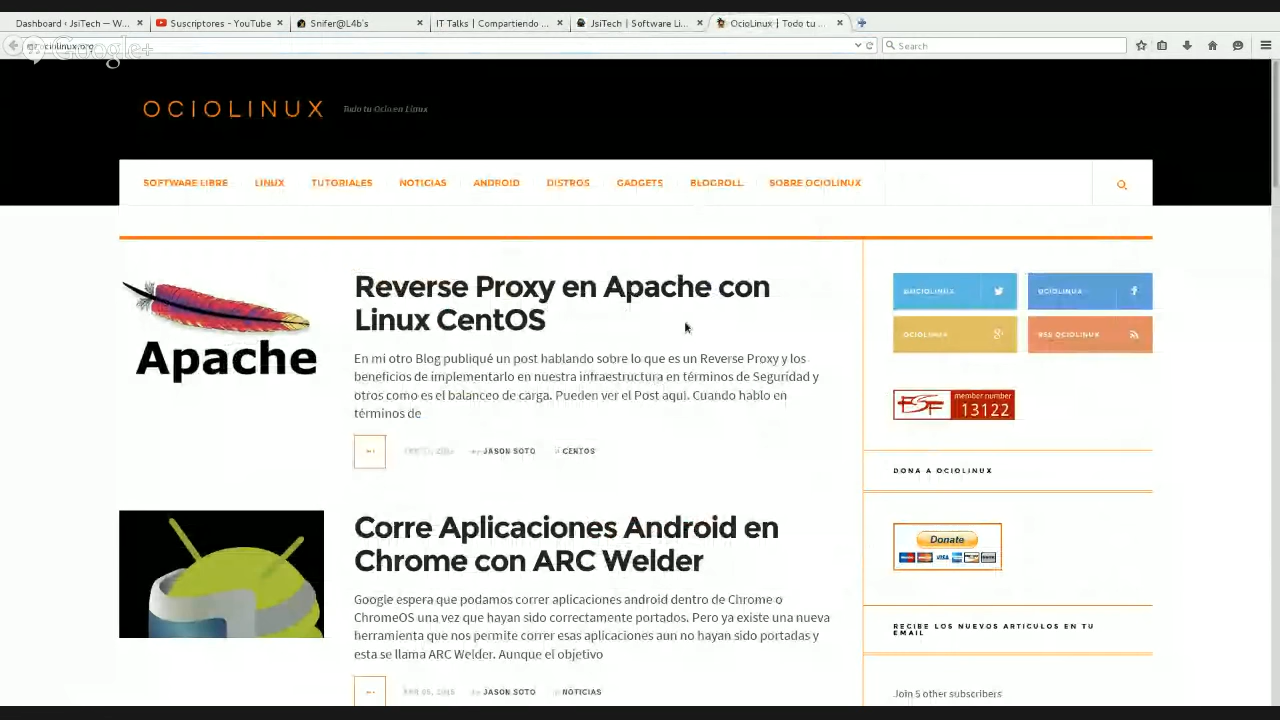 Dashboard ‹ JsiTech — W...
Suscriptores - YouTube
Snifer@L4b's
IT Talks | Compartiendo ...
JsiTech | Software Li...
OcioLinux | Todo tu ...
Google+
Search
OCIOLINUX
Todo tu Ocio en Linux
SOFTWARE LIBRE
LINUX
TUTORIALES
NOTICIAS
ANDROID
DISTROS
GADGETS
BLOGROLL
SOBRE OCIOLINUX
Reverse Proxy en Apache con
Linux CentOS
Apache
En mi otro Blog publiqué un post hablando sobre lo que es un Reverse Proxy y los
beneficios de implementarlo en nuestra infraestructura en términos de Seguridad y
otros como es el balanceo de carga. Pueden ver el Post aqui. Cuando hablo en
términos de
JASON SOTO
CENTOS
Corre Aplicaciones Android en
Chrome con ARC Welder
Google espera que podamos correr aplicaciones android dentro de Chrome o
ChromeOS una vez que hayan sido correctamente portados. Pero ya existe una nueva
herramienta que nos permite correr esas aplicaciones aun no hayan sido portadas y
esta se llama ARC Welder. Aunque el objetivo
JASON SOTO
NOTICIAS
@OCIOLINUX
OCIOLINUX
OCIOLINUX
RSS OCIOLINUX
FSF member number
13122
DONA A OCIOLINUX
Donate
VISA
RECIBE LOS NUEVOS ARTICULOS EN TU
EMAIL
Join 5 other subscribers